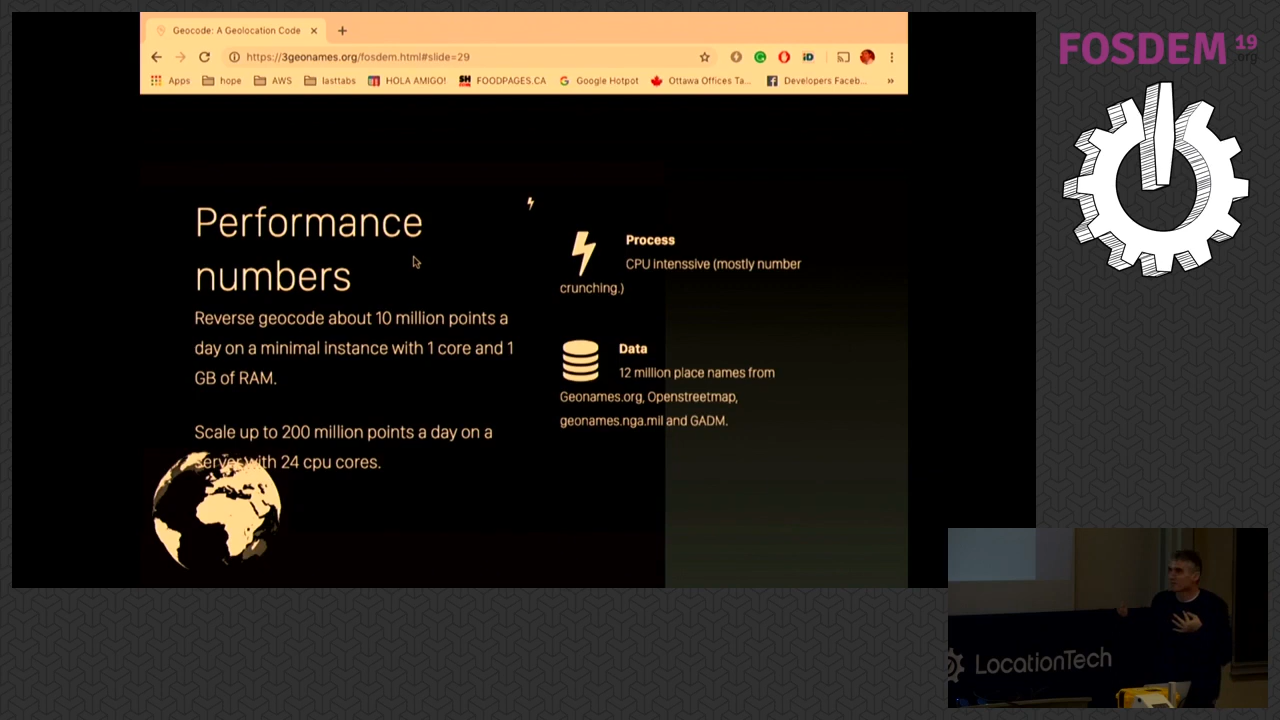 Geocode: A Geolocation Code
https://3geonames.org/fosdem.html#slide=29
Apps hope AWS lasttabs HOLA AMIGO! SH FOODPAGES.CA Google Hotpot Ottawa Offices Ta... Developers Faceb... »
FOSDEM 19
.org
Performance
numbers
Reverse geocode about 10 million points a
day on a minimal instance with 1 core and 1
GB of RAM.
Scale up to 200 million points a day on a
server with 24 cpu cores.
Process
CPU intenssive (mostly number
crunching.)
Data
12 million place names from
Geonames.org, Openstreetmap,
geonames.nga.mil and GADM.
LocationTech